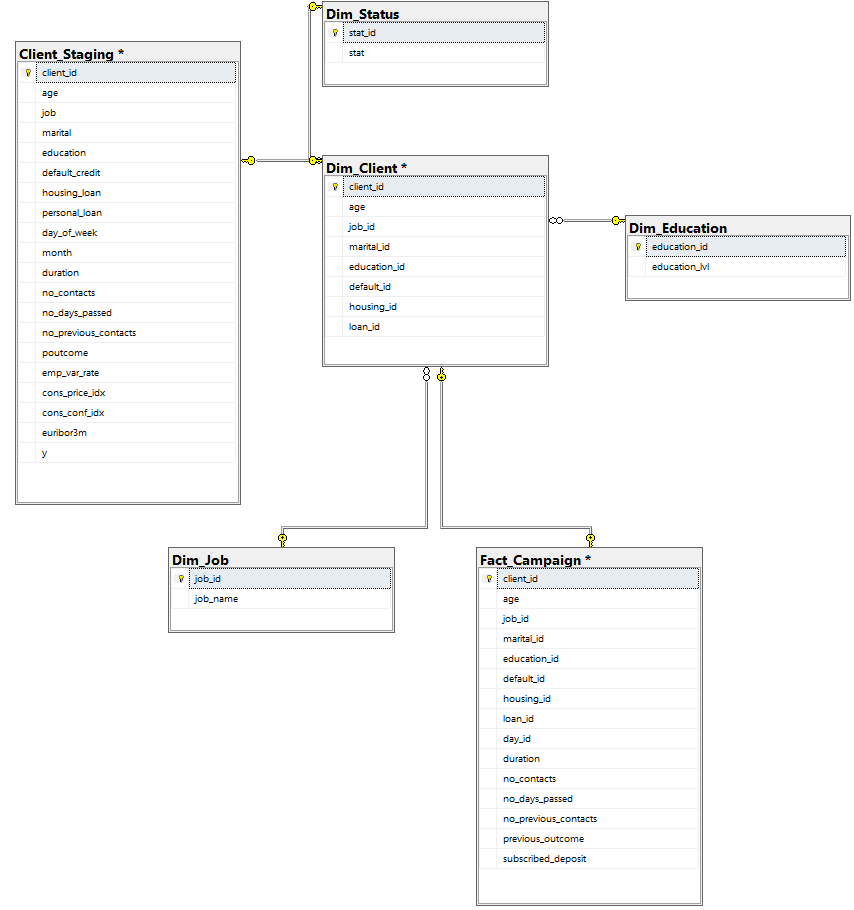 Dim_Status
stat_id
stat
Client_Staging *
client_id
age
job
marital
education
default_credit
housing_loan
personal_loan
day_of_week
month
duration
no_contacts
no_days_passed
no_previous_contacts
poutcome
emp_var_rate
cons_price_idx
cons_conf_idx
euribor3m
y
Dim_Client *
client_id
age
job_id
marital_id
education_id
default_id
housing_id
loan_id
Dim_Education
education_id
education_lvl
Dim_Job
job_id
job_name
Fact_Campaign *
client_id
age
job_id
marital_id
education_id
default_id
housing_id
loan_id
day_id
duration
no_contacts
no_days_passed
no_previous_contacts
previous_outcome
subscribed_deposit